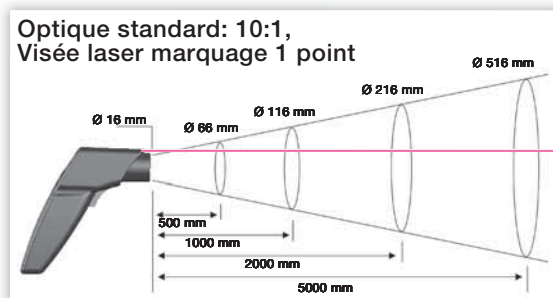 Optique standard: 10:1,
Visée laser marquage 1 point
Ø 516 mm
Ø 216 mm
Ø 116 mm
Ø 16 mm
Ø 66 mm
500 mm
1000 mm
2000 mm
5000 mm